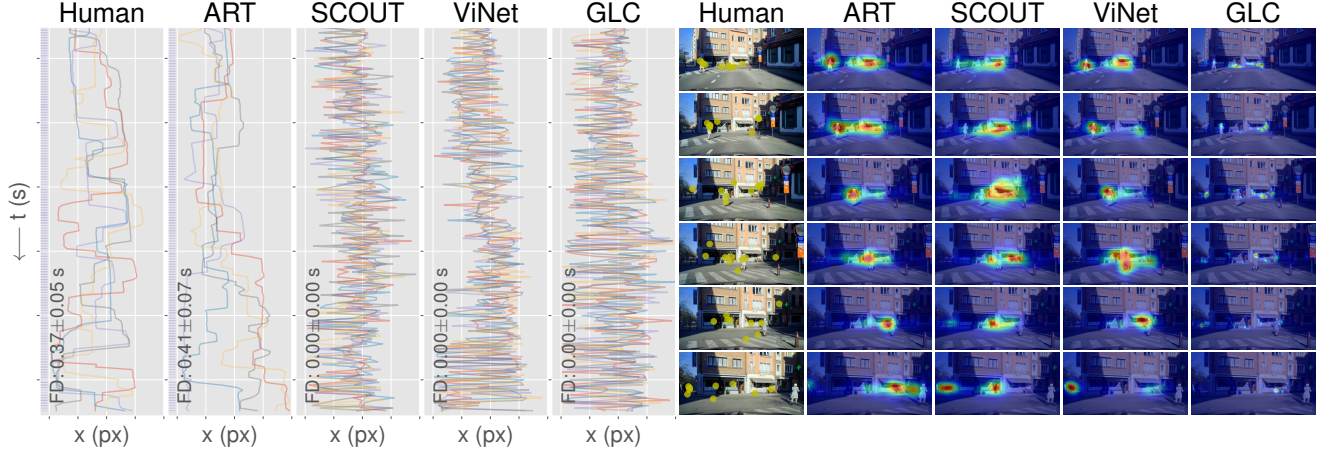 Human ART SCOUT ViNet GLC Human ART SCOUT ViNet GLC
← t (s)
FD: 0.37±0.05 s
FD: 0.41±0.07 s
FD: 0.00±0.00 s
FD: 0.00±0.00 s
FD: 0.00±0.00 s
x (px) x (px) x (px) x (px) x (px)